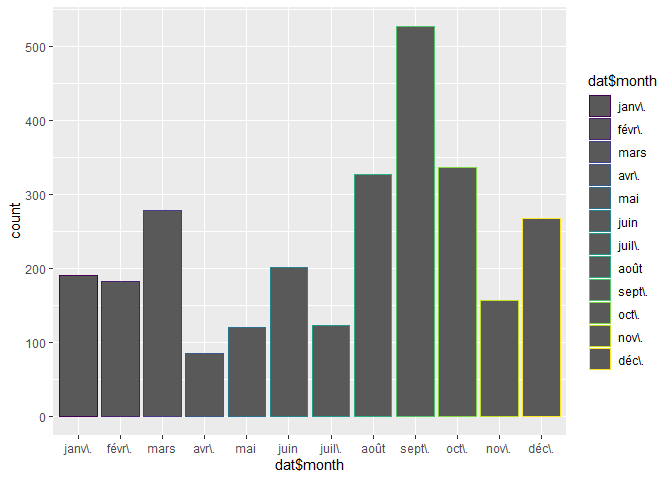 500
400
300
200
100
0
count
janv\. févr\. mars avr\. mai juin juil\. août sept\. oct\. nov\. déc\.
dat$month
dat$month
janv\.
févr\.
mars
avr\.
mai
juin
juil\.
août
sept\.
oct\.
nov\.
déc\.